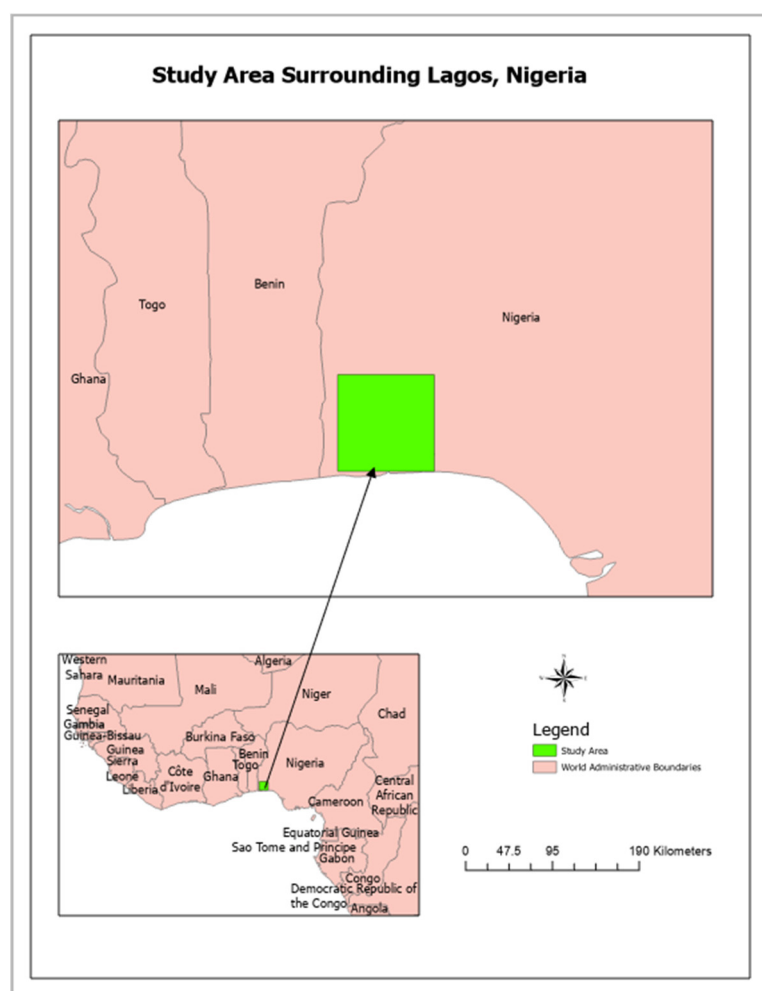 Study Area Surrounding Lagos, Nigeria
Benin
Togo
Nigeria
Ghana
Western
Sahara
Algeria
Mauritania
Mali
Niger
Senegal
Chad
Gambia
Guinea-Bissau
Burkina Faso
Guinea
Benin
Sierra
Leone
Togo
Nigeria
Côte
d'Ivoire
Ghana
Liberia
Central
African
Republic
Cameroon
Equatorial Guinea
Sao Tome and Principe
Gabon
Congo
Democratic Republic of
the Congo
Angola
N
Legend
Study Area
World Administrative Boundaries
0 47.5 95 190 Kilometers